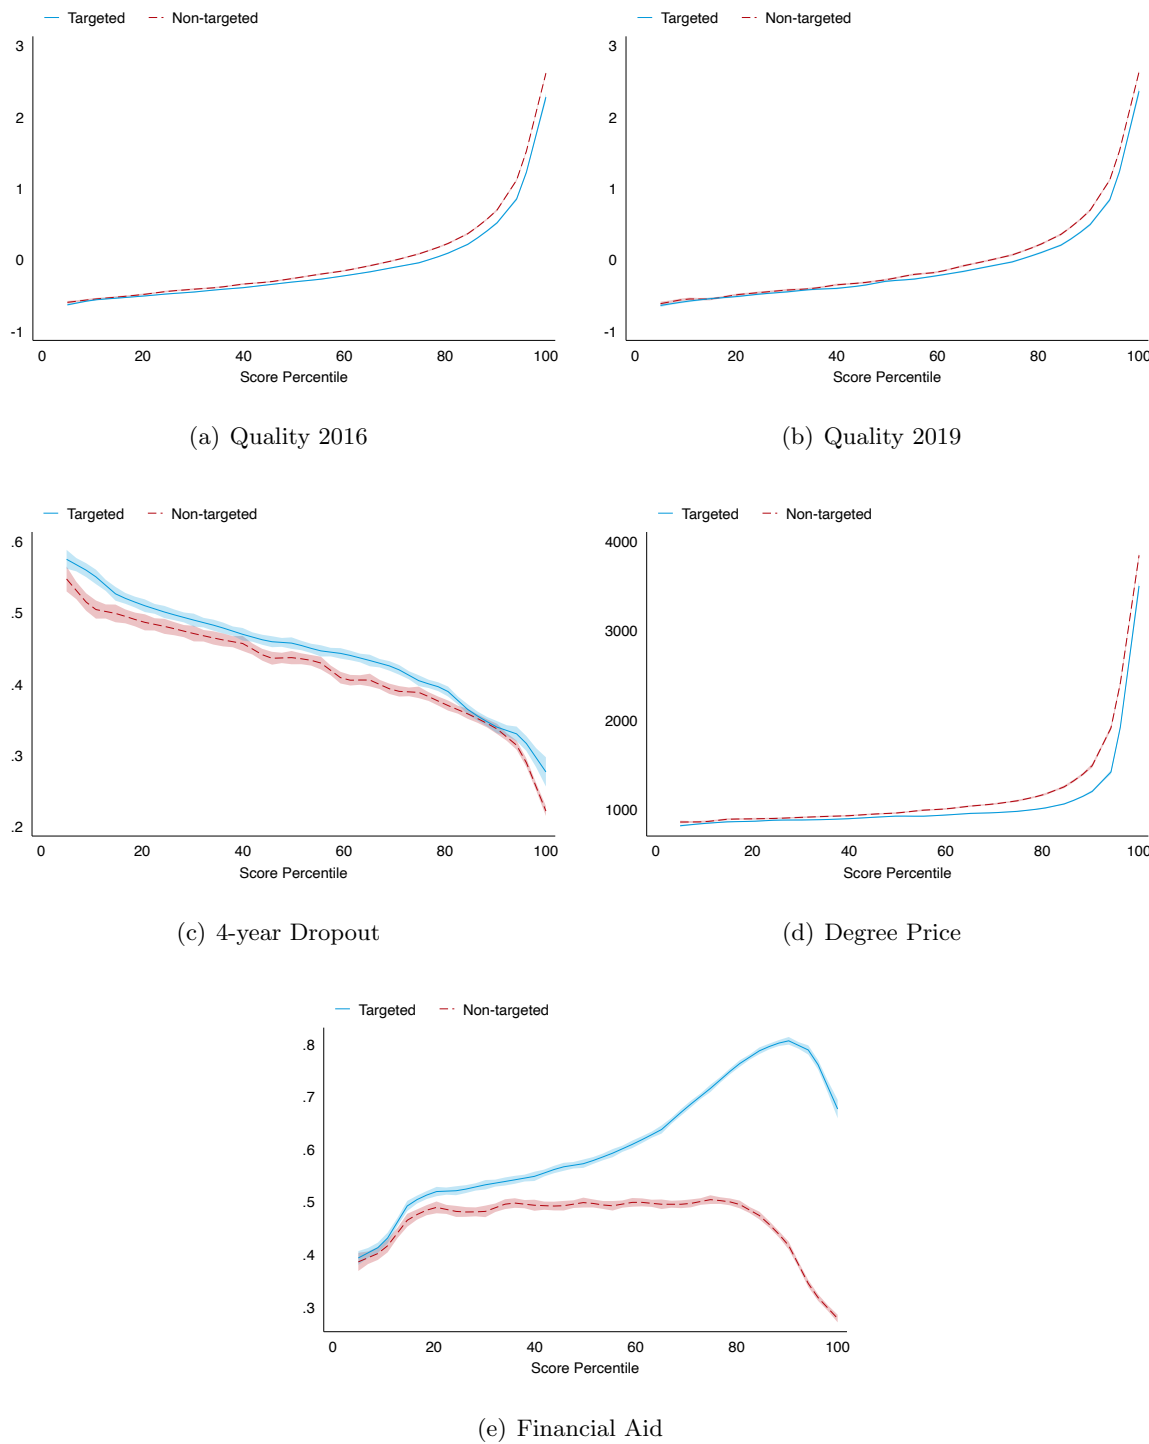 Targeted Non-targeted
3
2
1
0
-1
0 20 40 60 80 100
Score Percentile
(a) Quality 2016
Targeted Non-targeted
3
2
1
0
-1
0 20 40 60 80 100
Score Percentile
(b) Quality 2019
Targeted Non-targeted
.6
.5
.4
.3
.2
0 20 40 60 80 100
Score Percentile
(c) 4-year Dropout
Targeted Non-targeted
4000
3000
2000
1000
0 20 40 60 80 100
Score Percentile
(d) Degree Price
Targeted Non-targeted
.8
.7
.6
.5
.4
.3
0 20 40 60 80 100
Score Percentile
(e) Financial Aid